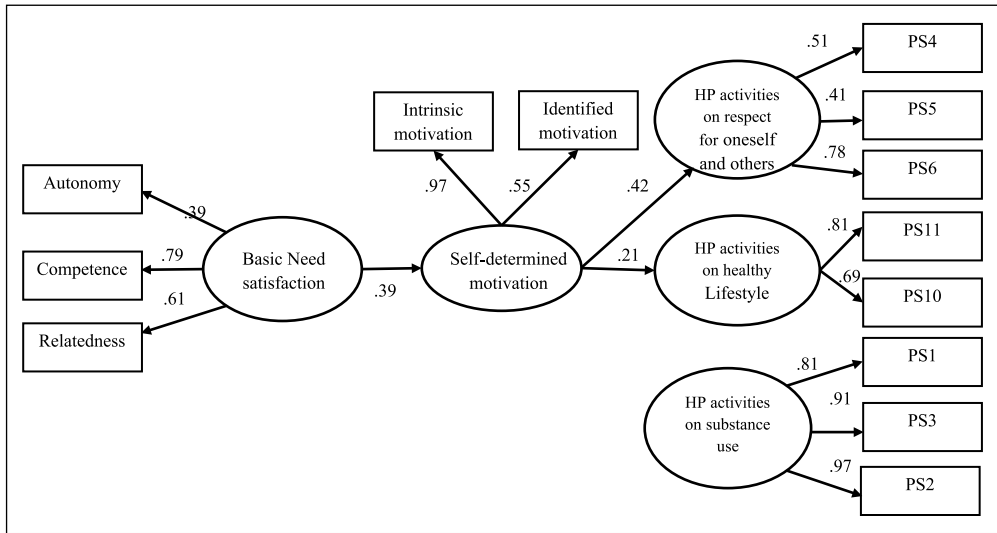 Autonomy
Competence
Relatedness
.39
.79
.61
Basic Need
satisfaction
.39
Intrinsic
motivation
Identified
motivation
.97
.55
Self-determined
motivation
.42
.21
HP activities
on respect
for oneself
and others
.51
.41
.78
PS4
PS5
PS6
HP activities
on healthy
Lifestyle
.81
.69
PS11
PS10
HP activities
on substance
use
.81
.91
.97
PS1
PS3
PS2